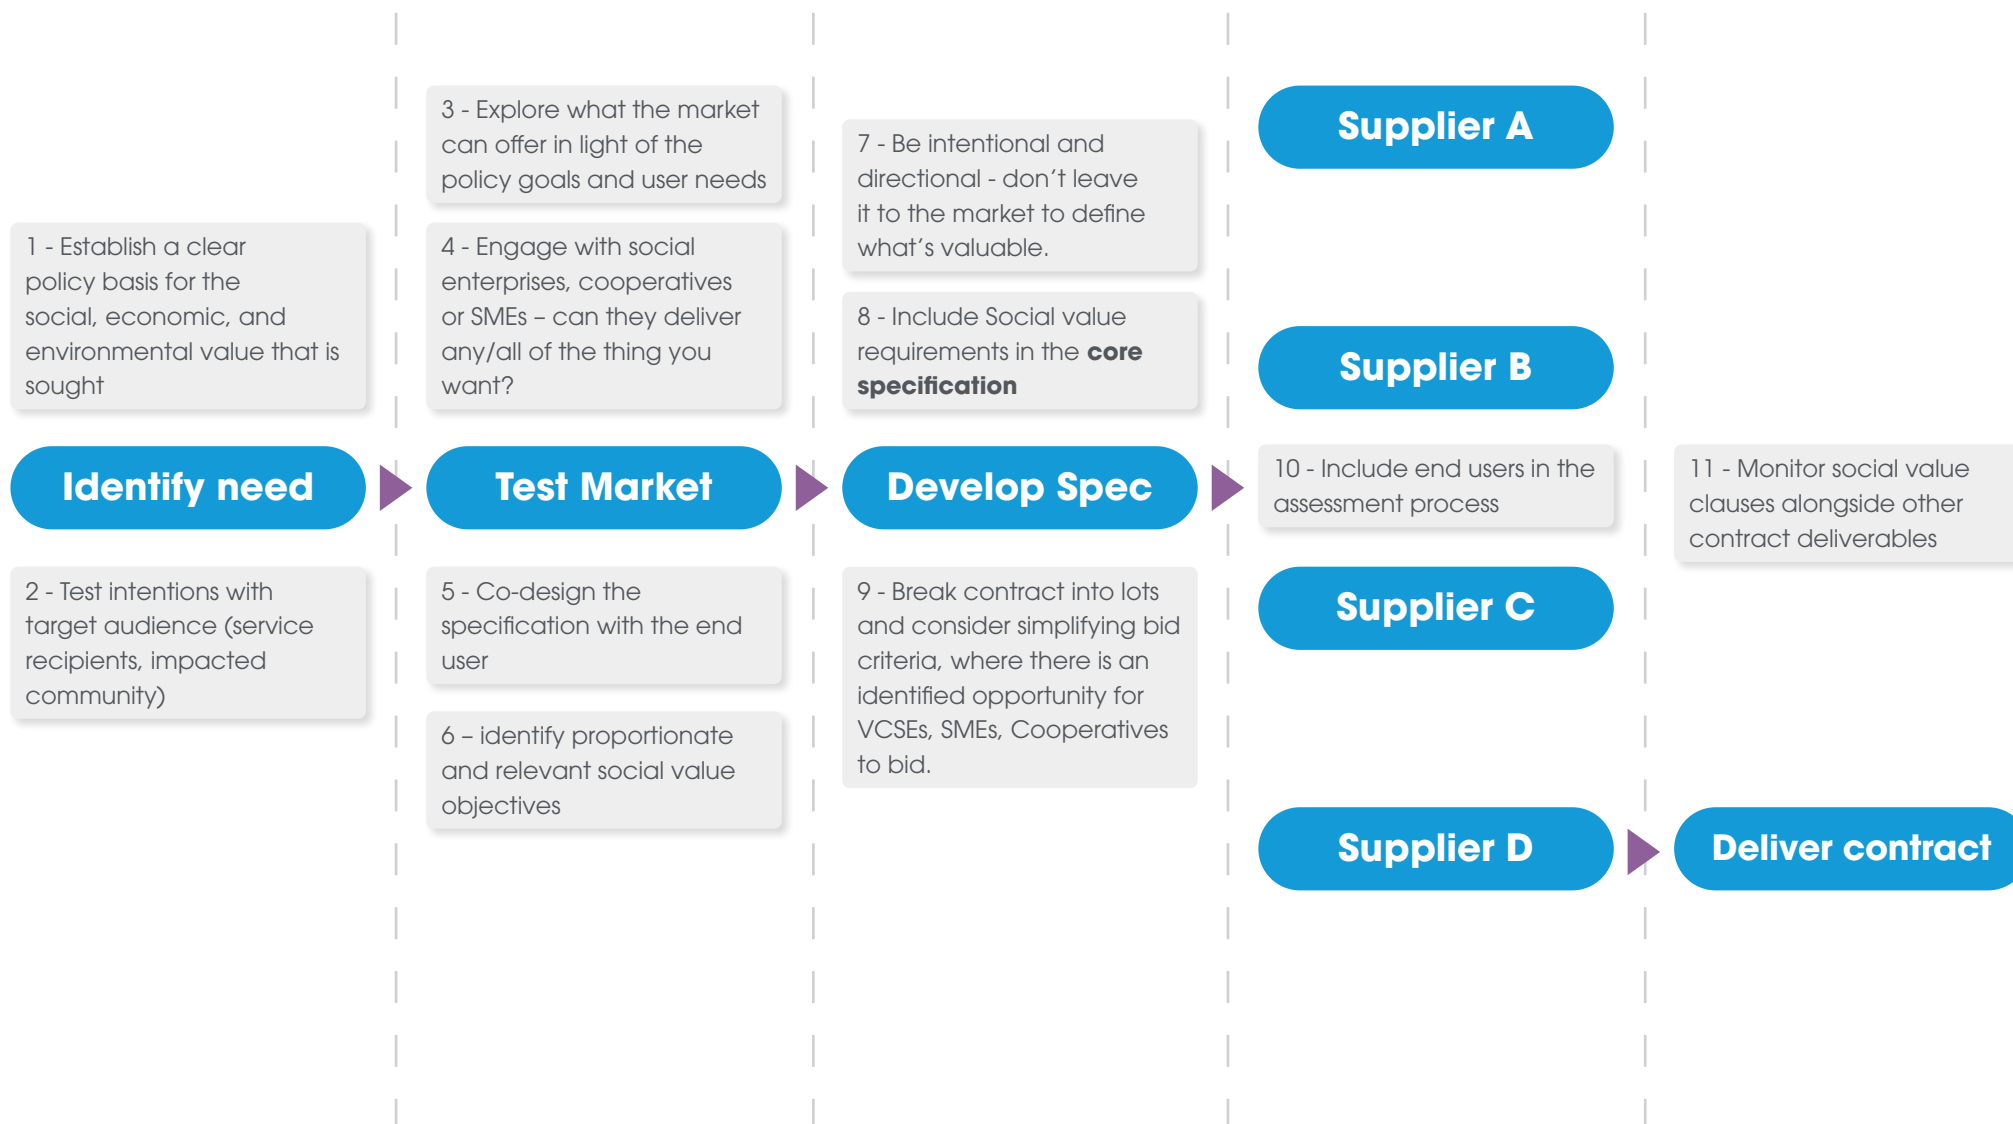 1 - Establish a clear
policy basis for the
social, economic, and
environmental value that is
sought
Identify need
2 - Test intentions with
target audience (service
recipients, impacted
community)
3 - Explore what the market
can offer in light of the
policy goals and user needs
4 - Engage with social
enterprises, cooperatives
or SMEs – can they deliver
any/all of the thing you
want?
Test Market
5 - Co-design the
specification with the end
user
6 – identify proportionate
and relevant social value
objectives
7 - Be intentional and
directional - don’t leave
it to the market to define
what’s valuable.
8 - Include Social value
requirements in the core
specification
Develop Spec
9 - Break contract into lots
and consider simplifying bid
criteria, where there is an
identified opportunity for
VCSEs, SMEs, Cooperatives
to bid.
Supplier A
Supplier B
10 - Include end users in the
assessment process
Supplier C
Supplier D
11 - Monitor social value
clauses alongside other
contract deliverables
Deliver contract